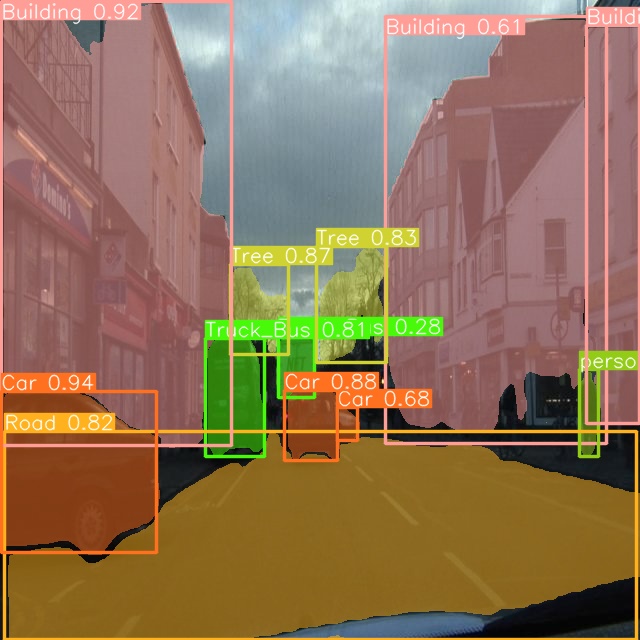 Building 0.92
Building 0.61
Buildi
Tree 0.83
Tree 0.87
Truck_Bus 0.81
s 0.28
Car 0.94
Car 0.88
Car 0.68
perso
Road 0.82
Domino's